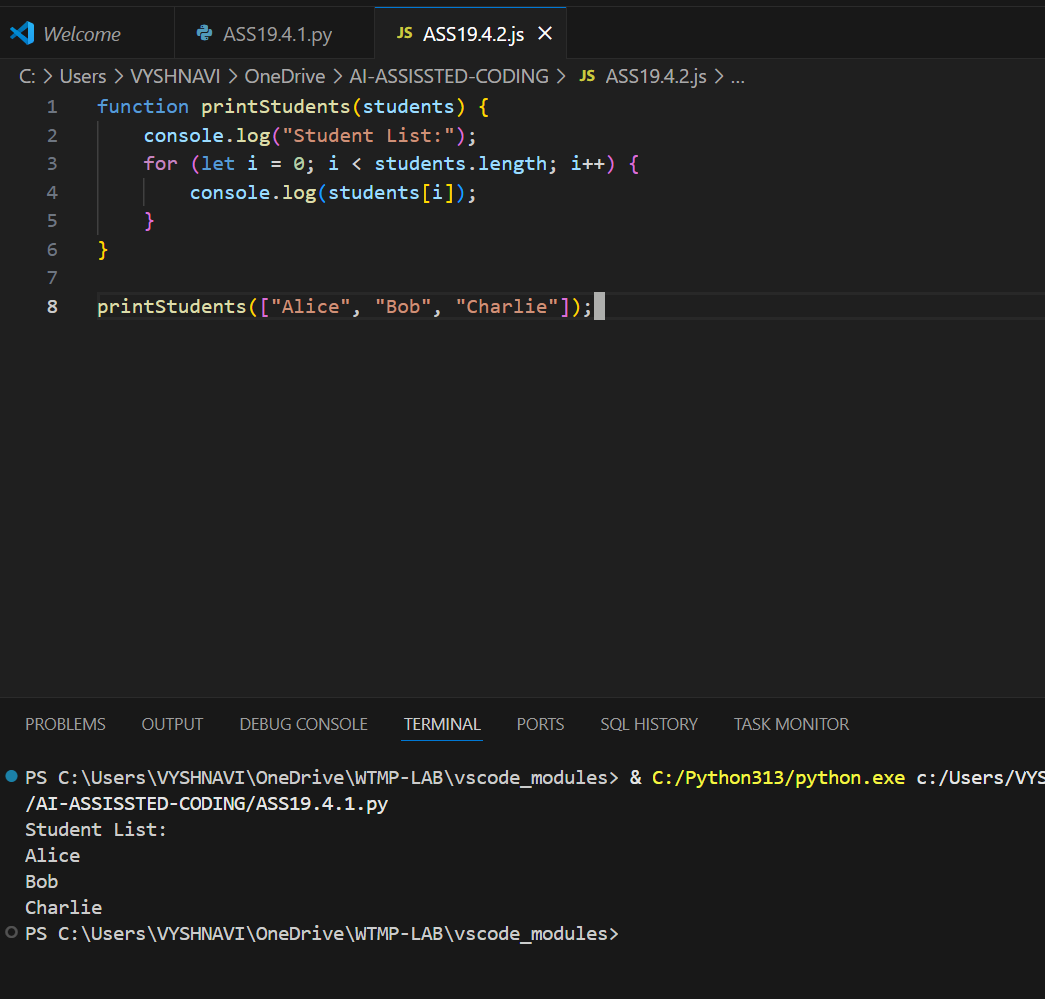 Welcome ASS19.4.1.py JS ASS19.4.2.js
C: > Users > VYSHNAVI > OneDrive > AI-ASSISSTED-CODING > JS ASS19.4.2.js > ...
1 function printStudents(students) {
2     console.log("Student List:");
3     for (let i = 0; i < students.length; i++) {
4         console.log(students[i]);
5     }
6 }
7
8 printStudents(["Alice", "Bob", "Charlie"]);
PROBLEMS OUTPUT DEBUG CONSOLE TERMINAL PORTS SQL HISTORY TASK MONITOR
PS C:\Users\VYSHNAVI\OneDrive\WTMP-LAB\vscode_modules> & C:/Python313/python.exe c:/Users/VYS
/AI-ASSISSTED-CODING/ASS19.4.1.py
Student List:
Alice
Bob
Charlie
PS C:\Users\VYSHNAVI\OneDrive\WTMP-LAB\vscode_modules>